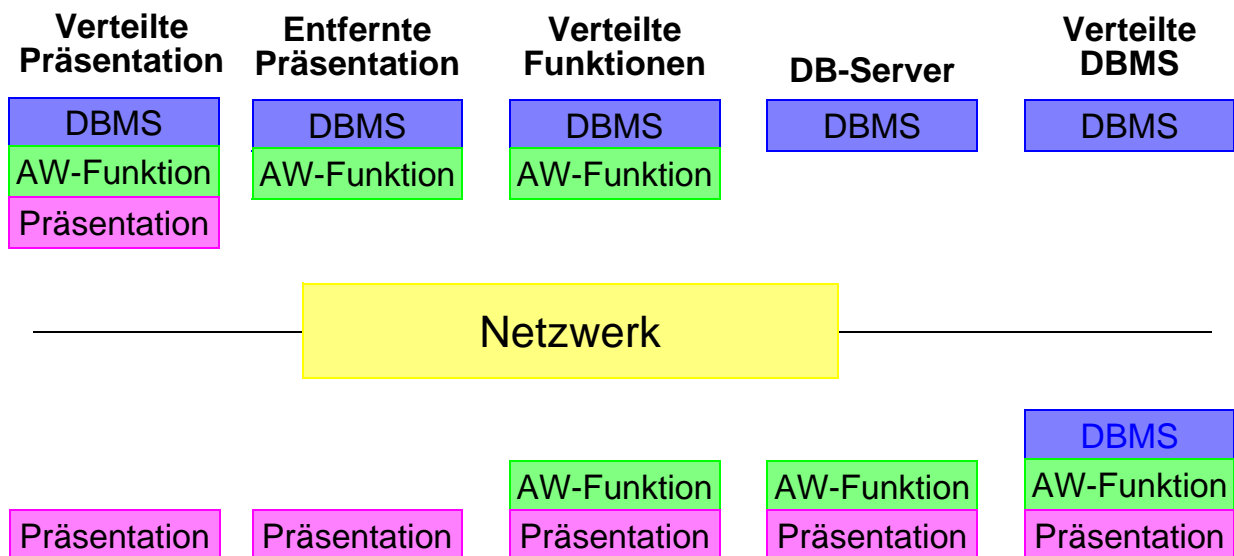 Verteilte
Präsentation
Entfernte
Präsentation
Verteilte
Funktionen
DB-Server
Verteilte
DBMS
DBMS
DBMS
DBMS
DBMS
DBMS
AW-Funktion
AW-Funktion
AW-Funktion
Präsentation
Netzwerk
DBMS
AW-Funktion
AW-Funktion
AW-Funktion
Präsentation
Präsentation
Präsentation
Präsentation
Präsentation